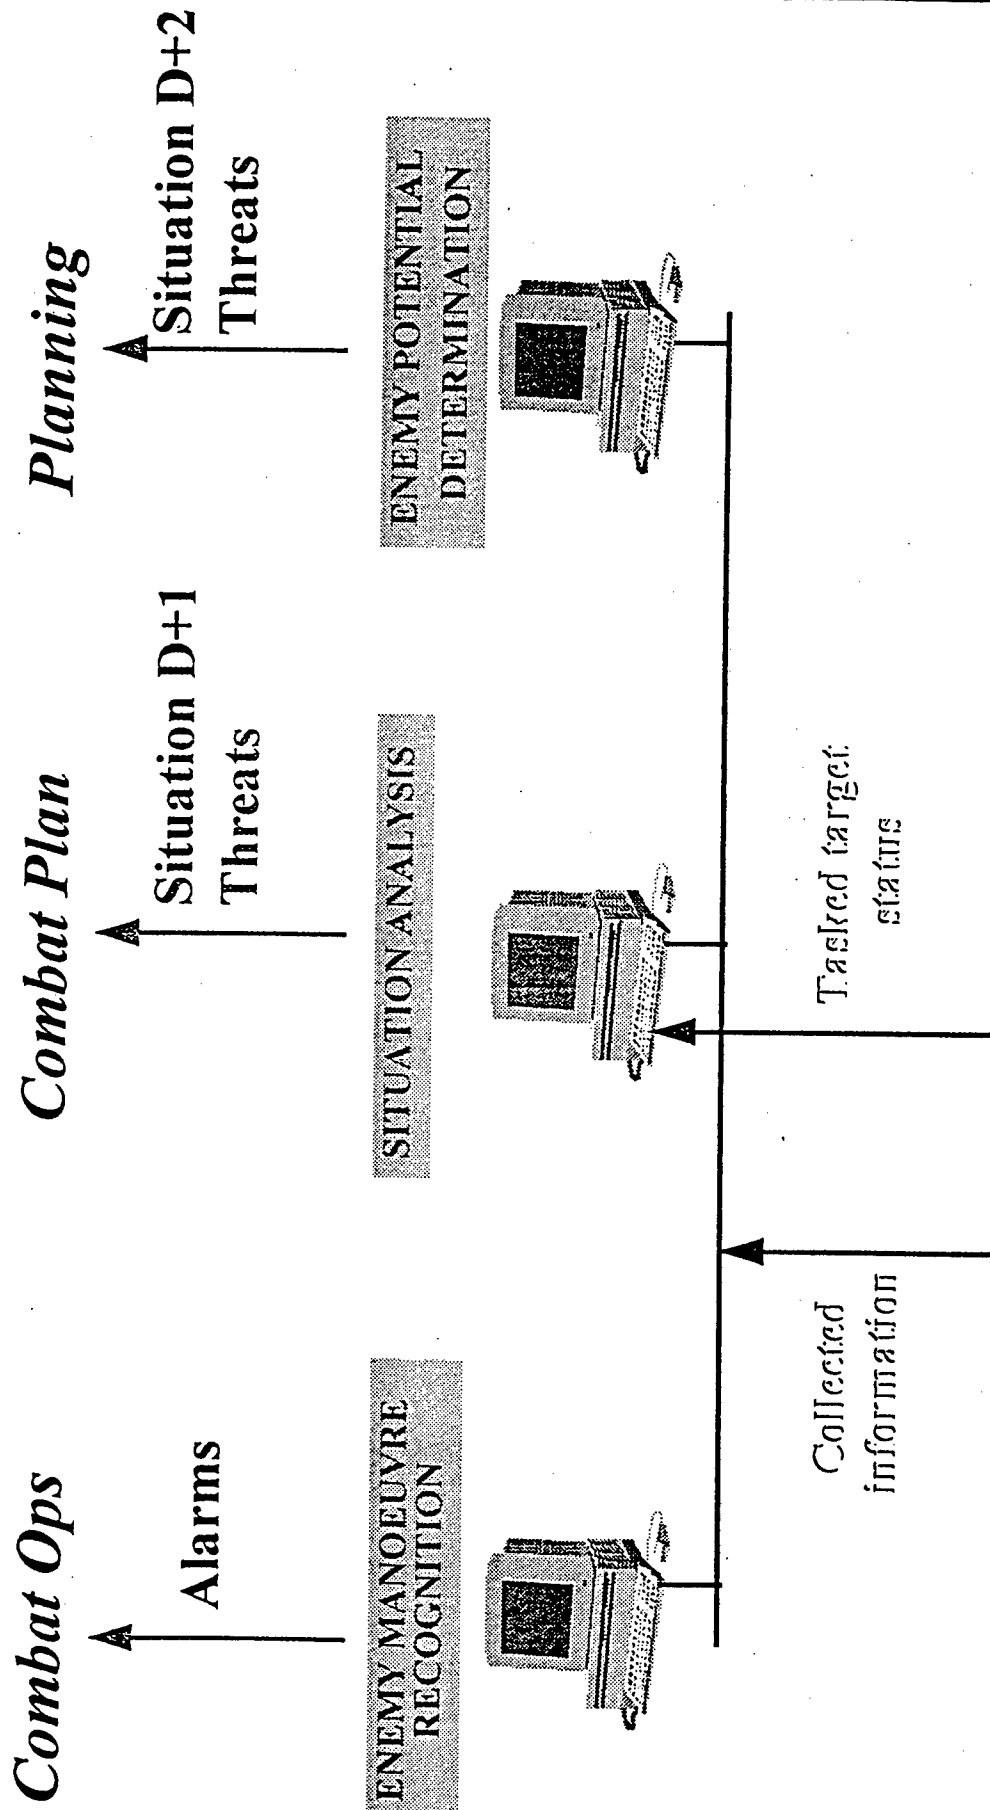 Combat Ops
Combat Plan
Planning
Alarms
Situation D+1
Threats
Situation D+2
Threats
ENEMY MANOEUVRE
RECOGNITION
SITUATION ANALYSIS
ENEMY POTENTIAL
DETERMINATION
Collected
information
Tasked target
status